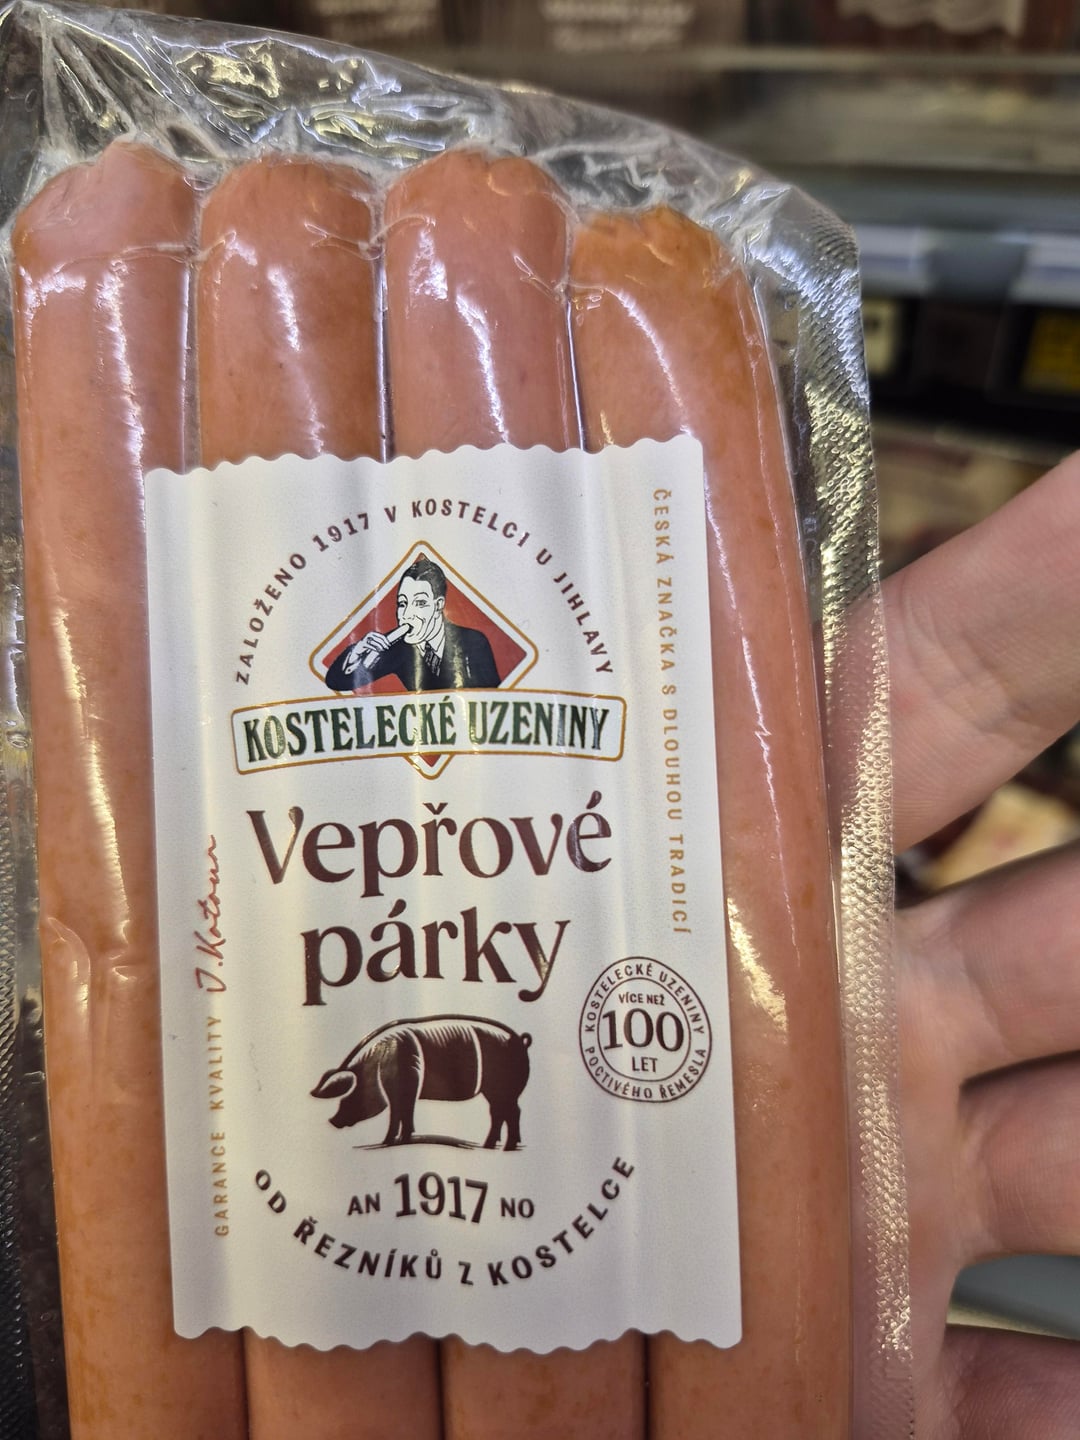 ZALOŽENO 1917 V KOSTELCI U JIHLAVY
KOSTELECKÉ UZENINY
Vepřové
párky
ČESKÁ ZNAČKA S DLOUHOU TRADICÍ
GARANCE KVALITY
KOSTELECKÉ UZENINY
VÍCE NEŽ
100
LET
POCTIVÉHO ŘEMESLA
AN 1917 NO
OD ŘEZNÍKŮ Z KOSTELCE